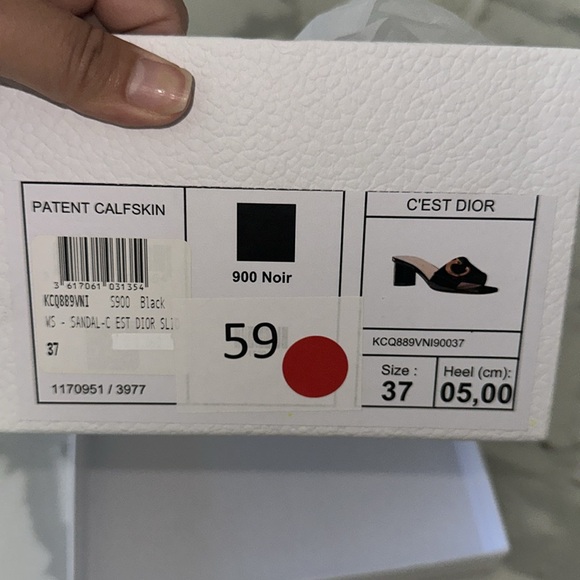 PATENT CALFSKIN
3 617061 031354
KCQ889VNI S900 Black
WS - SANDAL-C EST DIOR SLI
37
1170951 / 3977
900 Noir
59
C'EST DIOR
KCQ889VNI90037
Size :
37
Heel (cm):
05,00